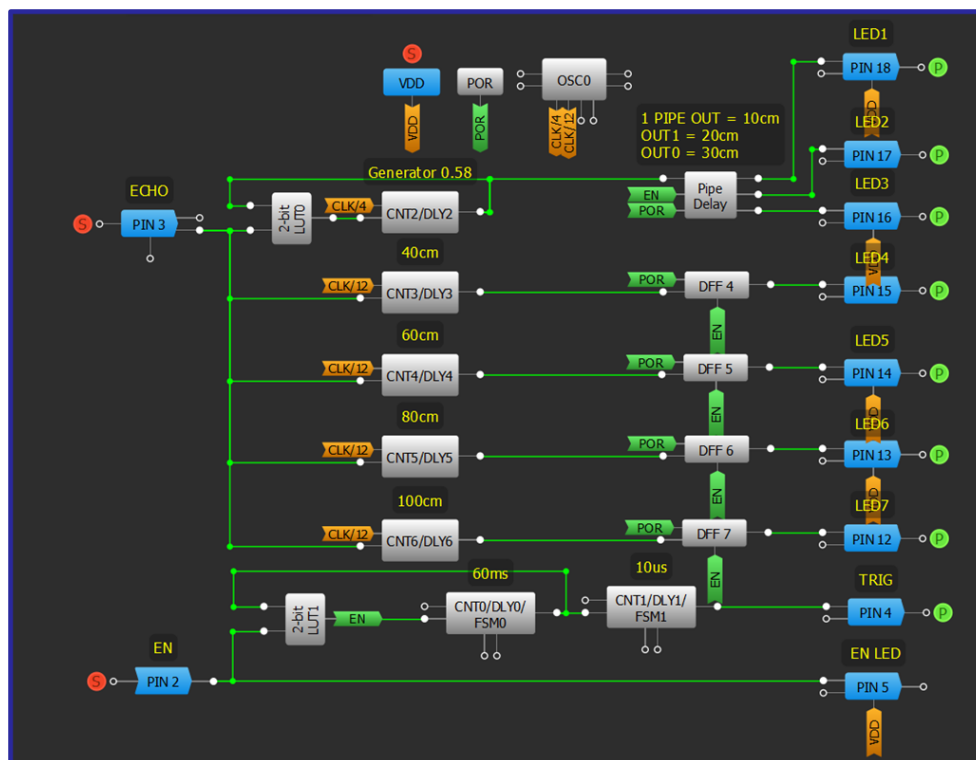 LED1
S
VDD
VDD
POR
POR
OSC0
CLK/4
CLK/12
PIN 18
P
VDD
1 PIPE OUT = 10cm
OUT1 = 20cm
OUT0 = 30cm
LED2
PIN 17
P
Generator 0.58
ECHO
S
PIN 3
2-bit
LUT0
CLK/4
CNT2/DLY2
EN
POR
Pipe
Delay
LED3
PIN 16
P
40cm
CLK/12
CNT3/DLY3
POR
DFF 4
EN
LED4
PIN 15
P
60cm
CLK/12
CNT4/DLY4
POR
DFF 5
EN
LED5
PIN 14
P
80cm
CLK/12
CNT5/DLY5
POR
DFF 6
EN
LED6
PIN 13
P
VDD
100cm
CLK/12
CNT6/DLY6
POR
DFF 7
EN
LED7
PIN 12
P
60ms
10us
TRIG
2-bit
LUT1
EN
CNT0/DLY0/
FSM0
CNT1/DLY1/
FSM1
PIN 4
P
EN
S
PIN 2
EN LED
PIN 5
VDD